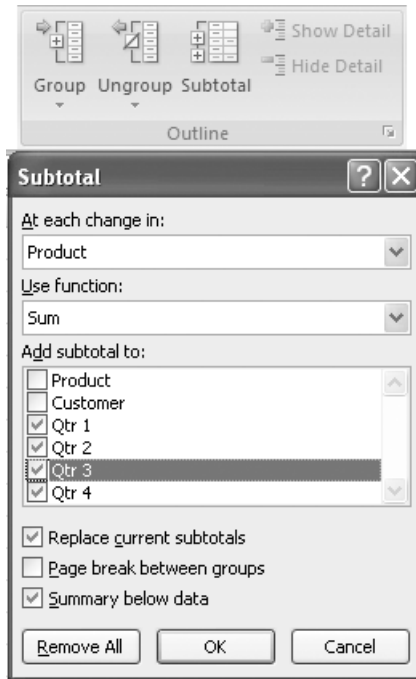 Show Detail
Hide Detail
Group Ungroup Subtotal
Outline
Subtotal
At each change in:
Product
Use function:
Sum
Add subtotal to:
Product
Customer
Qtr 1
Qtr 2
Qtr 3
Qtr 4
Replace current subtotals
Page break between groups
Summary below data
Remove All OK Cancel